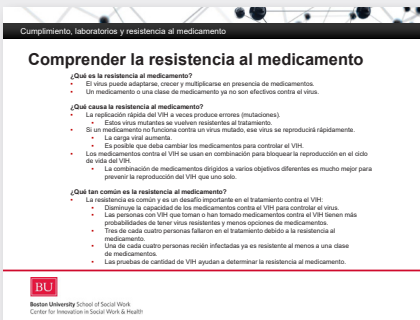 Cumplimiento, laboratorios y resistencia al medicamento
Comprender la resistencia al medicamento
¿Qué es la resistencia al medicamento?
• El virus puede adaptarse, crecer y multiplicarse en presencia de medicamentos.
• Un medicamento o una clase de medicamento ya no son efectivos contra el virus.
¿Qué causa la resistencia al medicamento?
• La replicación rápida del VIH a veces produce errores (mutaciones).
• Estos virus mutantes se vuelven resistentes al tratamiento.
• Si un medicamento no funciona contra un virus mutado, ese virus se reproducirá rápidamente.
• La carga viral aumenta.
• Es posible que deba cambiar los medicamentos para controlar el VIH.
• Los medicamentos contra el VIH se usan en combinación para bloquear la reproducción en el ciclo
de vida del VIH.
• La combinación de medicamentos dirigidos a varios objetivos diferentes es mucho mejor para
prevenir la reproducción del VIH que uno solo.
¿Qué tan común es la resistencia al medicamento?
• La resistencia es común y es un desafío importante en el tratamiento contra el VIH:
• Disminuye la capacidad de los medicamentos contra el VIH para controlar el virus.
• Las personas con VIH que toman o han tomado medicamentos contra el VIH tienen más
probabilidades de tener virus resistentes y menos opciones de medicamentos.
• Tres de cada cuatro personas fallaron en el tratamiento debido a la resistencia al
medicamento.
• Una de cada cuatro personas recién infectadas ya es resistente al menos a una clase
de medicamentos.
• Las pruebas de cantidad de VIH ayudan a determinar la resistencia al medicamento.
BU
Boston University School of Social Work
Center for Innovation in Social Work & Health